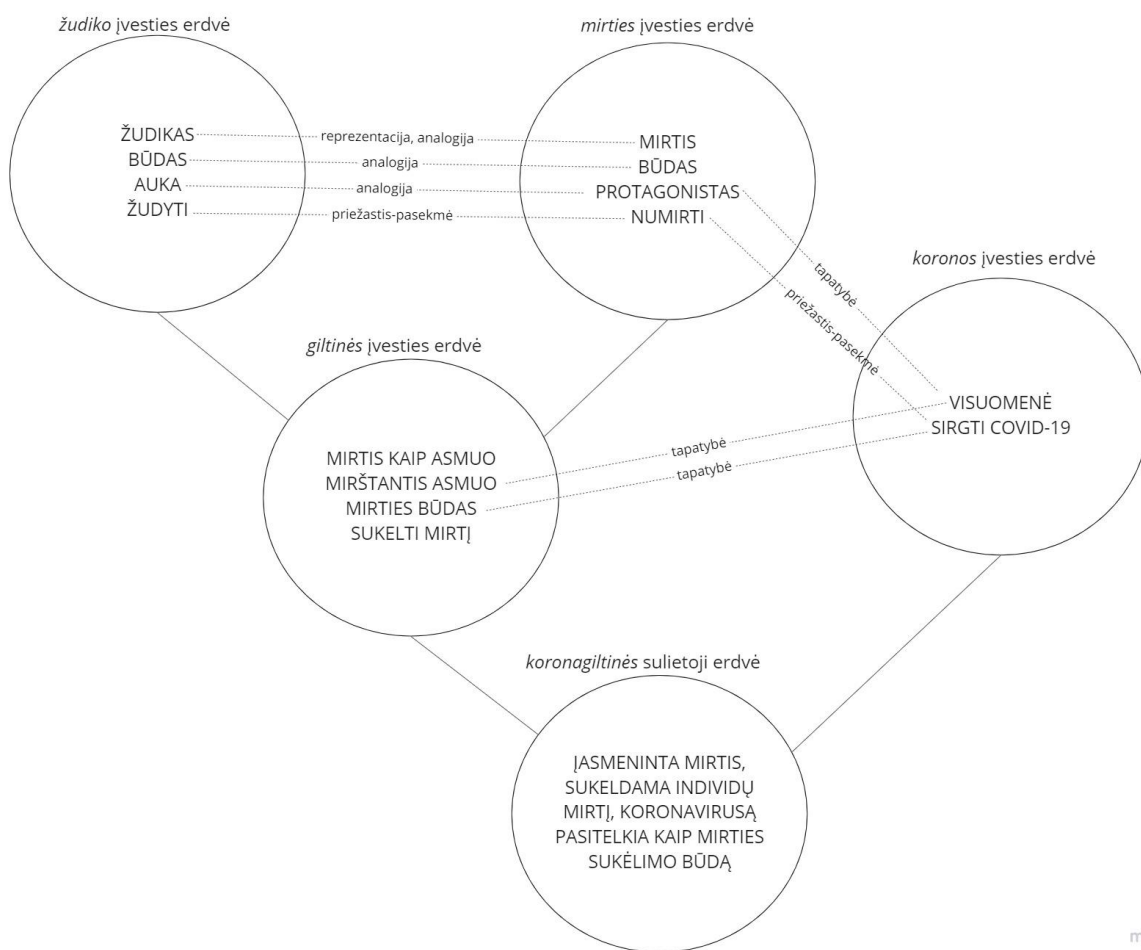 žudiko įvesties erdvė
mirties įvesties erdvė
ŽUDIKAS
BŪDAS
AUKA
ŽUDYTI
reprezentacija, analogija
analogija
analogija
priežastis-pasekmė
MIRTIS
BŪDAS
PROTAGONISTAS
NUMIRTI
tapatybė
priežastis-pasekmė
koronos įvesties erdvė
VISUOMENĖ
SIRGTI COVID-19
giltinės įvesties erdvė
MIRTIS KAIP ASMUO
MIRŠTANTIS ASMUO
MIRTIES BŪDAS
SUKELTI MIRTĮ
tapatybė
tapatybė
koronagiltinės sulietoji erdvė
ĮASMENINTA MIRTIS,
SUKELDAMA INDIVIDŲ
MIRTĮ, KORONAVIRUSĄ
PASITELKIA KAIP MIRTIES
SUKĖLIMO BŪDĄ